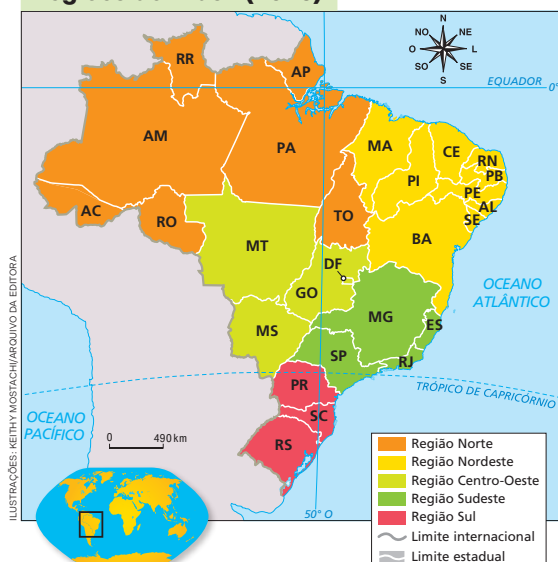 N
NO NE
O L
SO SE
S
EQUADOR 0°
RR
AP
AM
PA
MA
CE
RN
PB
PI
PE
AL
SE
AC
RO
TO
BA
MT
DF
GO
OCEANO
ATLÂNTICO
MG
ES
MS
SP
RJ
PR
TRÓPICO DE CAPRICÓRNIO
SC
RS
OCEANO
PACÍFICO
0 490 km
50° O
Região Norte
Região Nordeste
Região Centro-Oeste
Região Sudeste
Região Sul
Limite internacional
Limite estadual
ILUSTRAÇÕES: KEITHY MOSTACHI/ARQUIVO DA EDITORA